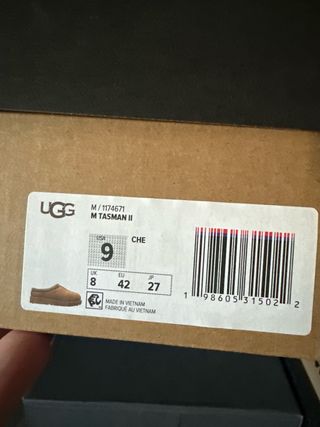 UGG
M / 1174671
M TASMAN II
USA
9
CHE
UK EU JP
8 42 27
MADE IN VIETNAM
FABRIQUÉ AU VIETNAM
1 98605 31502 2